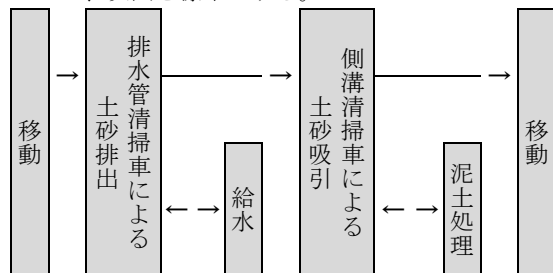 移動
→
排水管清掃車による
土砂排出
→
← →
給水
側溝清掃車による
土砂吸引
→
← →
泥土処理
移動